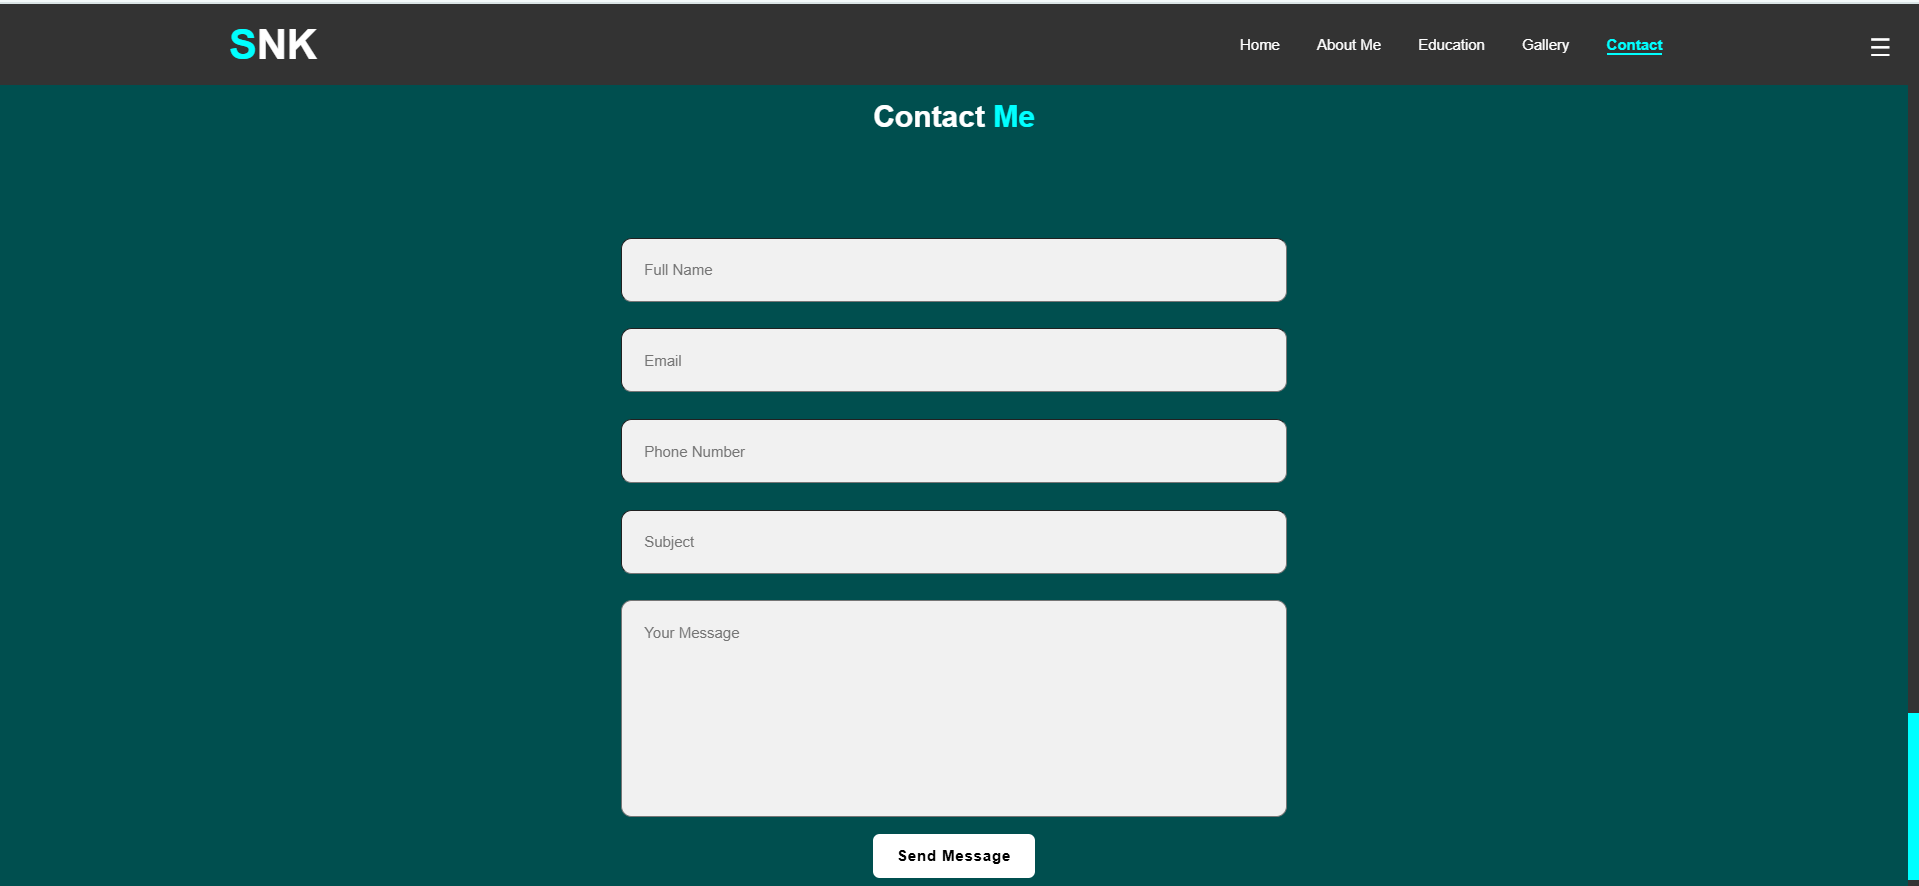 SNK
Home About Me Education Gallery Contact
Contact Me
Full Name
Email
Phone Number
Subject
Your Message
Send Message